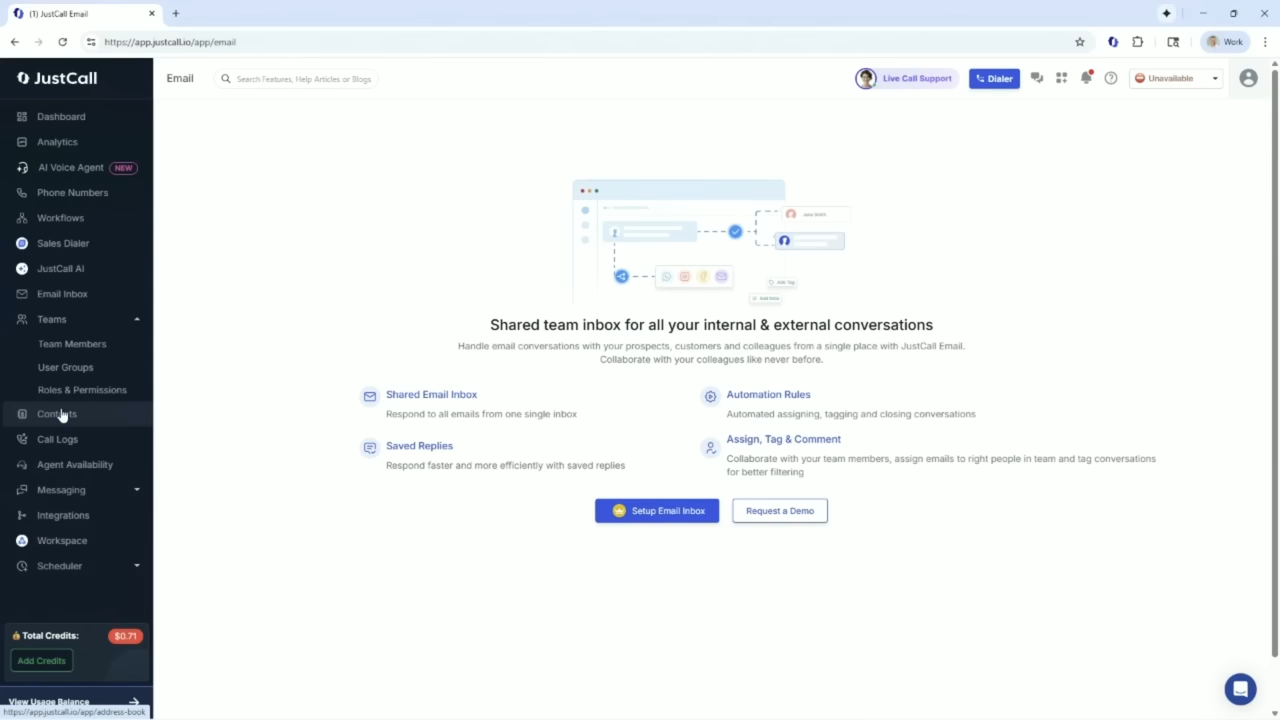 (1) JustCall Email
https://app.justcall.io/app/email
Work
JustCall
Email
Search Features, Help Articles or Blogs
Live Call Support
Dialer
Unavailable
Dashboard
Analytics
AI Voice Agent NEW
Phone Numbers
Workflows
Sales Dialer
JustCall AI
Email Inbox
Teams
Team Members
User Groups
Roles & Permissions
Contacts
Call Logs
Agent Availability
Messaging
Integrations
Workspace
Scheduler
Total Credits: $0.71
Add Credits
View Usage Balance
https://app.justcall.io/app/address-book
Add Tag
Shared team inbox for all your internal & external conversations
Handle email conversations with your prospects, customers and colleagues from a single place with JustCall Email.
Collaborate with your colleagues like never before.
Shared Email Inbox
Respond to all emails from one single inbox
Automation Rules
Automated assigning, tagging and closing conversations
Saved Replies
Respond faster and more efficiently with saved replies
Assign, Tag & Comment
Collaborate with your team members, assign emails to right people in team and tag conversations
for better filtering
Setup Email Inbox
Request a Demo